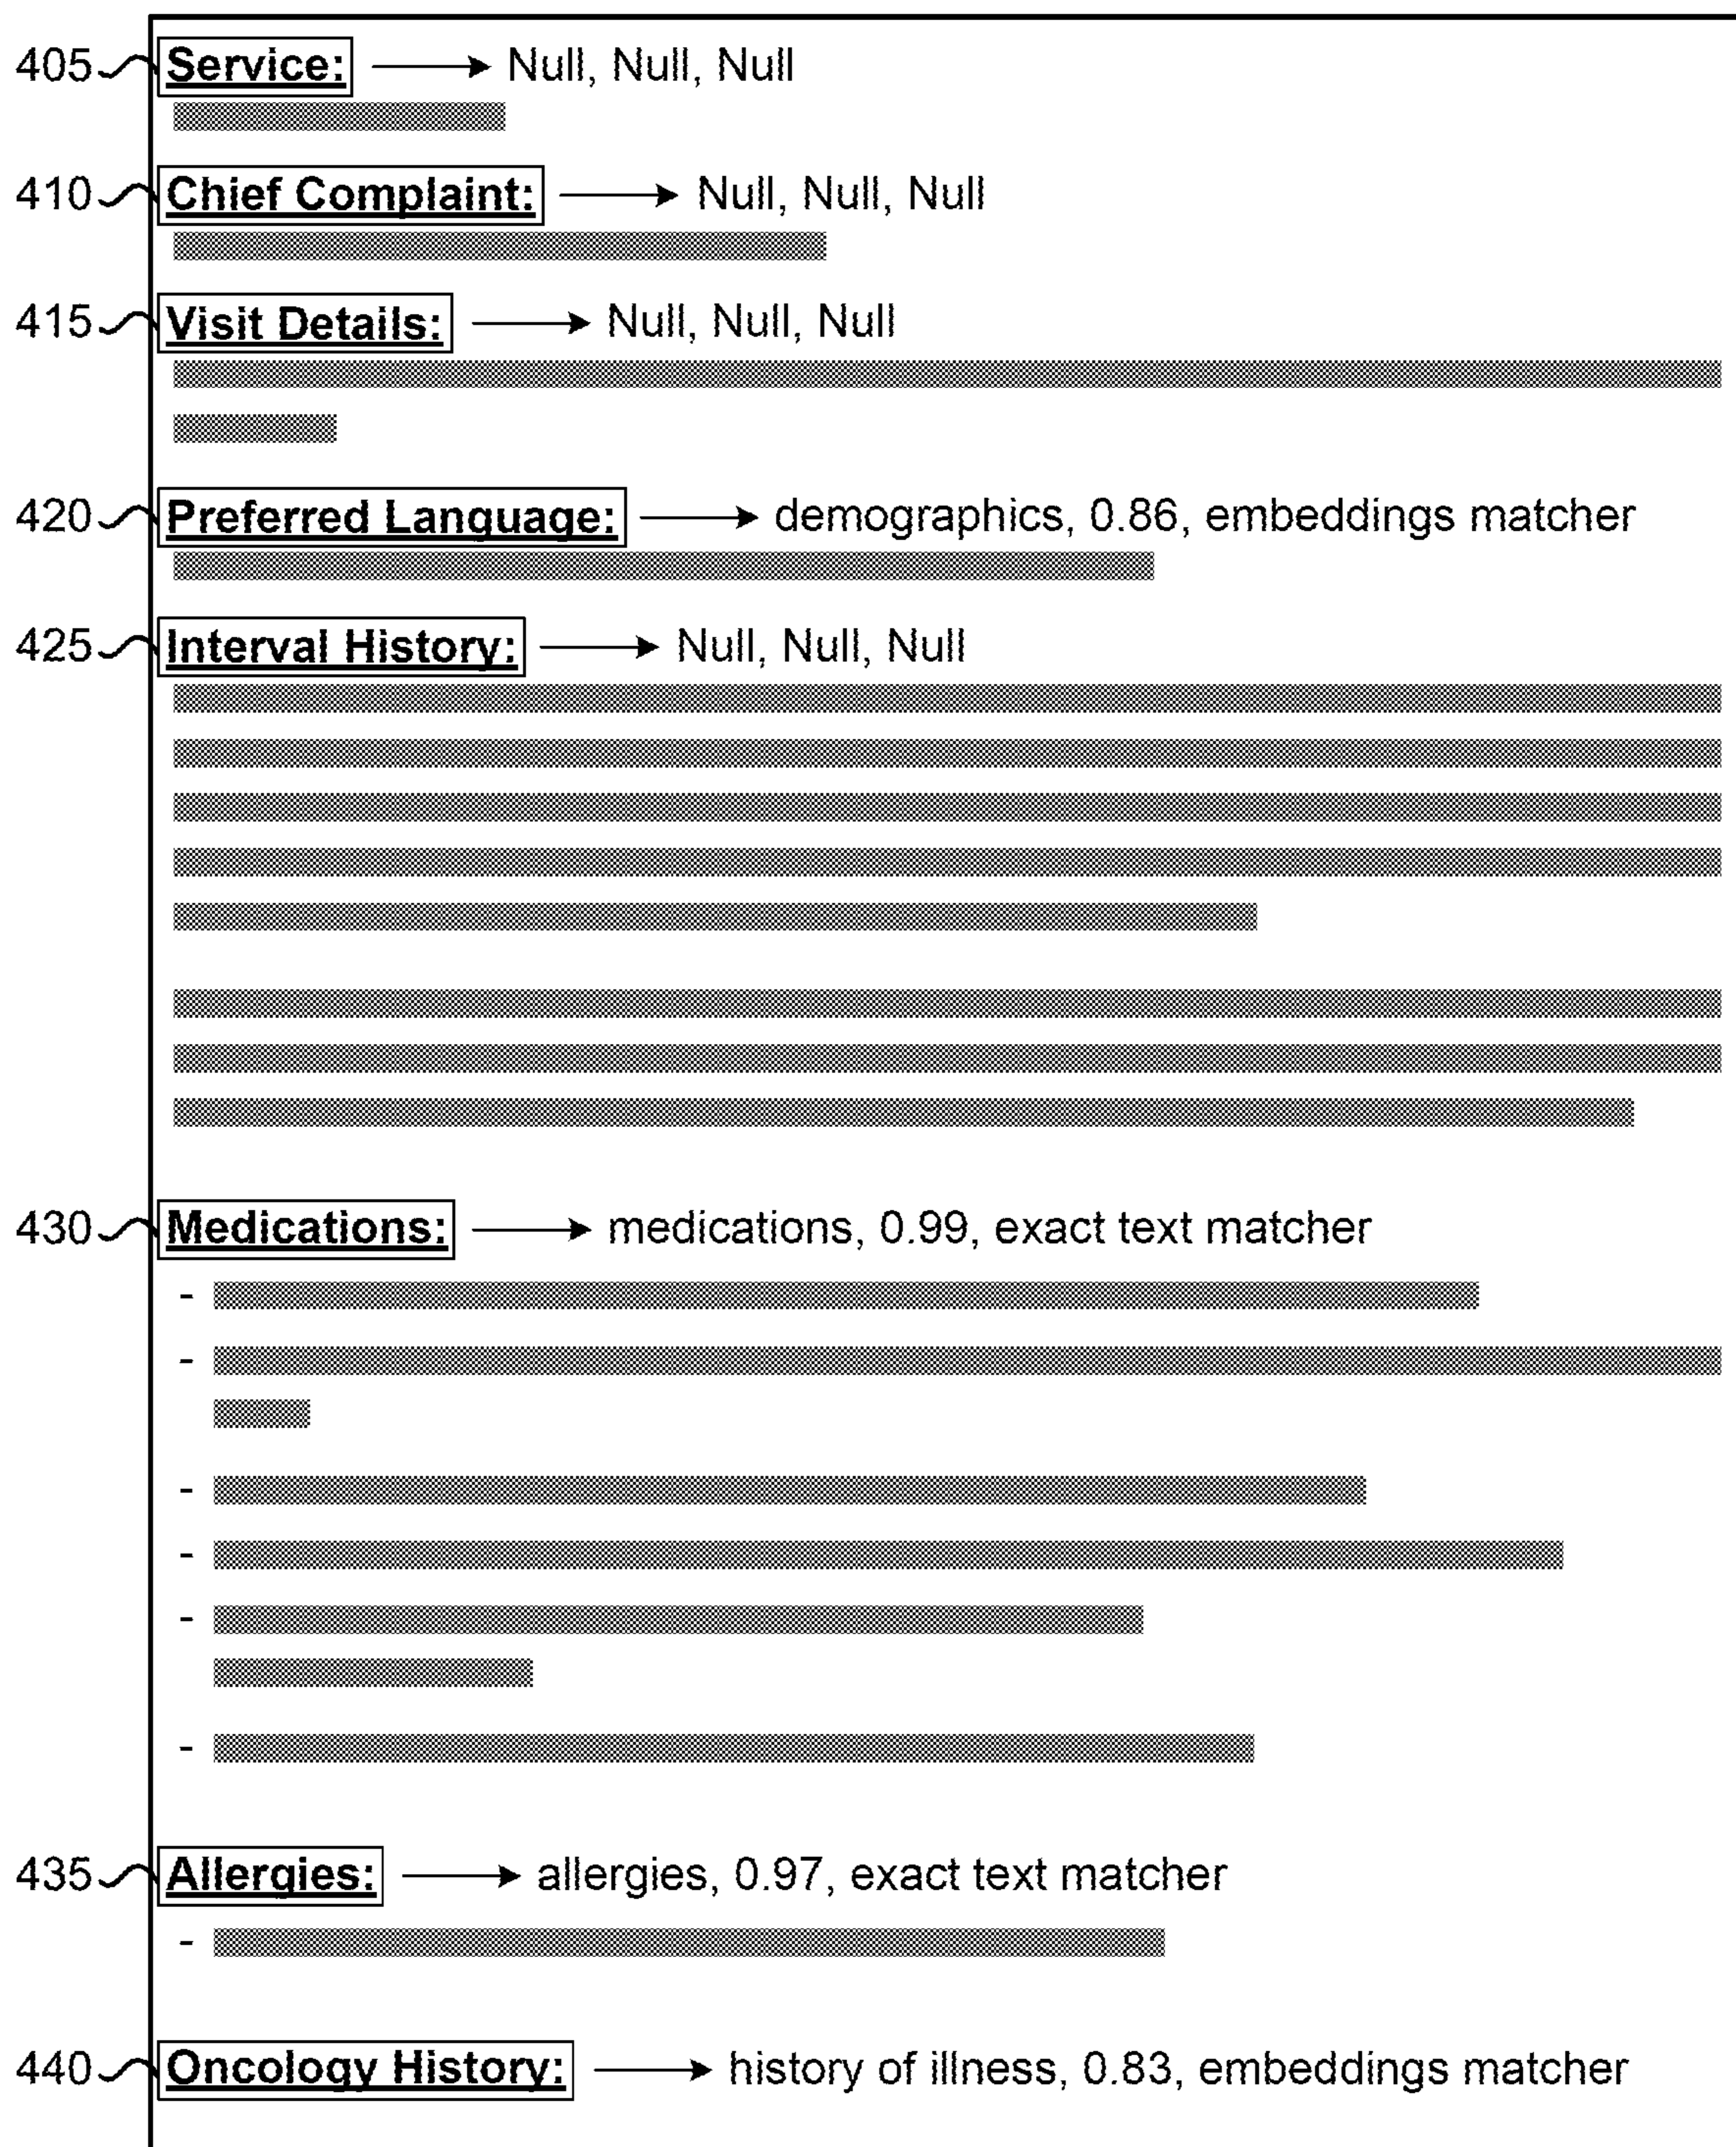 405 Service: → Null, Null, Null
410 Chief Complaint: → Null, Null, Null
415 Visit Details: → Null, Null, Null
420 Preferred Language: → demographics, 0.86, embeddings matcher
425 Interval History: → Null, Null, Null
430 Medications: → medications, 0.99, exact text matcher
-
-
-
-
-
-
435 Allergies: → allergies, 0.97, exact text matcher
-
440 Oncology History: → history of illness, 0.83, embeddings matcher